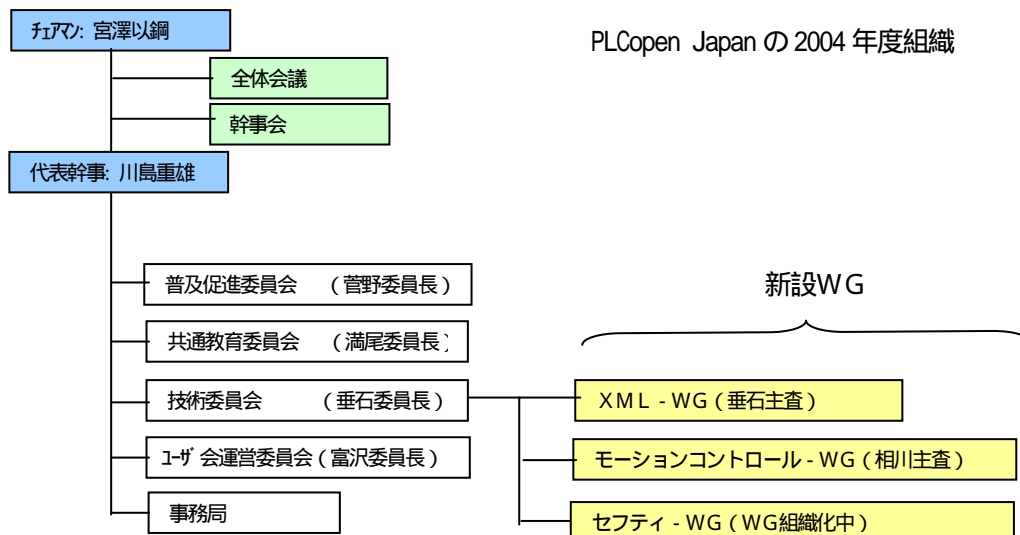 ﾁｪｱﾏﾝ: 宮澤以鋼
PLCopen Japan の 2004 年度組織
全体会議
幹事会
代表幹事: 川島重雄
新設ＷＧ
普及促進委員会 （菅野委員長）
共通教育委員会 （満尾委員長）
技術委員会 （垂石委員長）
ＸＭＬ - ＷＧ（垂石主査）
ﾕｰｻﾞ会運営委員会（富沢委員長）
モーションコントロール - ＷＧ（相川主査）
事務局
セフティ - ＷＧ（ＷＧ組織化中）